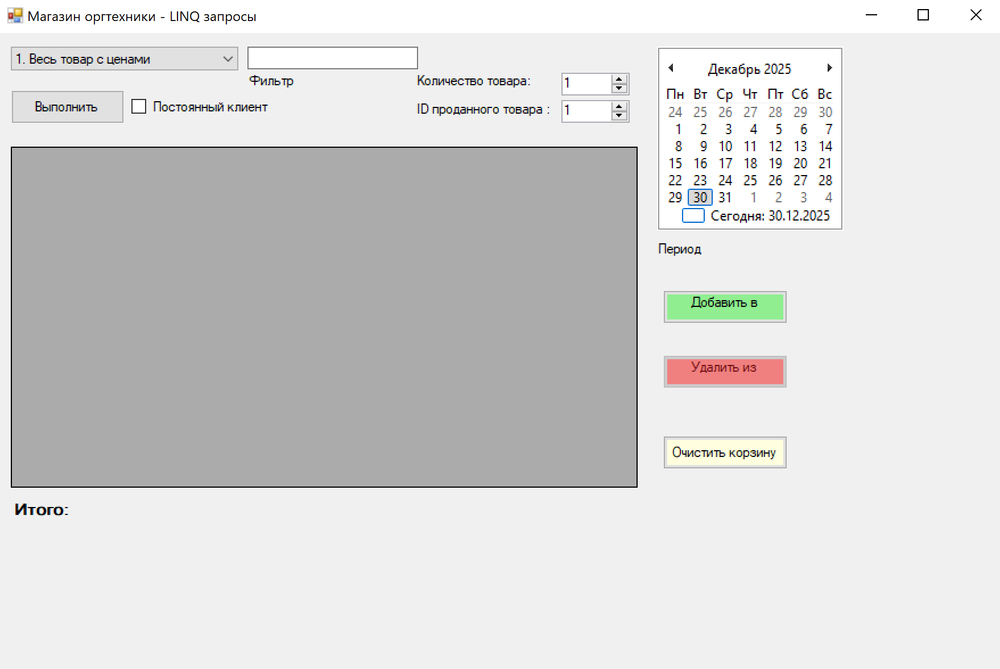 Магазин оргтехники - LINQ запросы
1. Весь товар с ценами
Фильтр
Количество товара:
1
Выполнить
Постоянный клиент
ID проданного товара :
1
Декабрь 2025
Пн Вт Ср Чт Пт Сб Вс
24 25 26 27 28 29 30
1 2 3 4 5 6 7
8 9 10 11 12 13 14
15 16 17 18 19 20 21
22 23 24 25 26 27 28
29 30 31 1 2 3 4
Сегодня: 30.12.2025
Период
Добавить в
Удалить из
Очистить корзину
Итого: